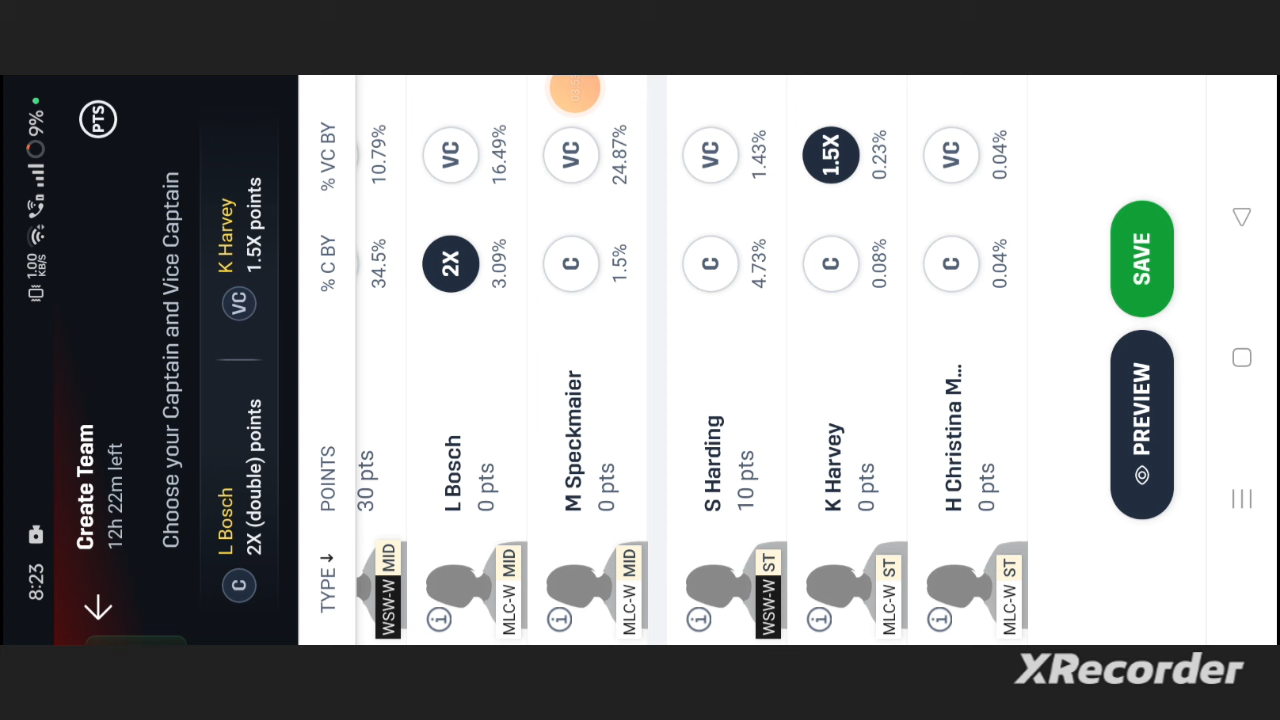 8:23
1.00
KB/S
9%
Create Team
12h 22m left
PTS
Choose your Captain and Vice Captain
C
L Bosch
2X (double) points
VC
K Harvey
1.5X points
TYPE ↓ POINTS % C BY % VC BY
WSW-W MID
30 pts 34.5% 10.79%
L Bosch 2X VC
MLC-W MID
0 pts 3.09% 16.49%
M Speckmaier C VC
MLC-W MID
0 pts 1.5% 24.87%
S Harding C VC
WSW-W ST
10 pts 4.73% 1.43%
K Harvey C 1.5X
MLC-W ST
0 pts 0.08% 0.23%
H Christina M... C VC
MLC-W ST
0 pts 0.04% 0.04%
PREVIEW SAVE
XRecorder